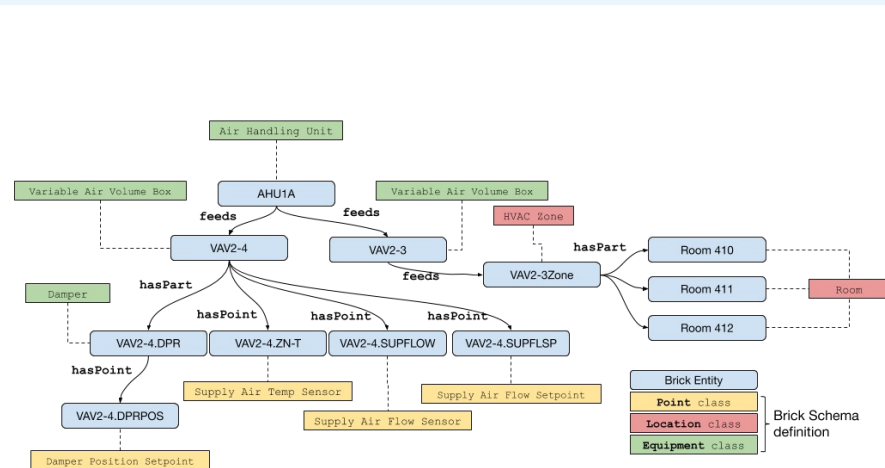 Air Handling Unit
Variable Air Volume Box
AHU1A
Variable Air Volume Box
feeds
feeds
HVAC Zone
VAV2-4
VAV2-3
hasPart
Room 410
feeds
VAV2-3Zone
Damper
hasPart
Room 411
Room
hasPoint
hasPoint
hasPoint
Room 412
VAV2-4.DPR
VAV2-4.ZN-T
VAV2-4.SUPFLOW
VAV2-4.SUPFLSP
hasPoint
Supply Air Temp Sensor
Supply Air Flow Setpoint
Brick Entity
VAV2-4.DPRPOS
Supply Air Flow Sensor
Point class
Location class
Equipment class
Brick Schema
definition
Damper Position Setpoint